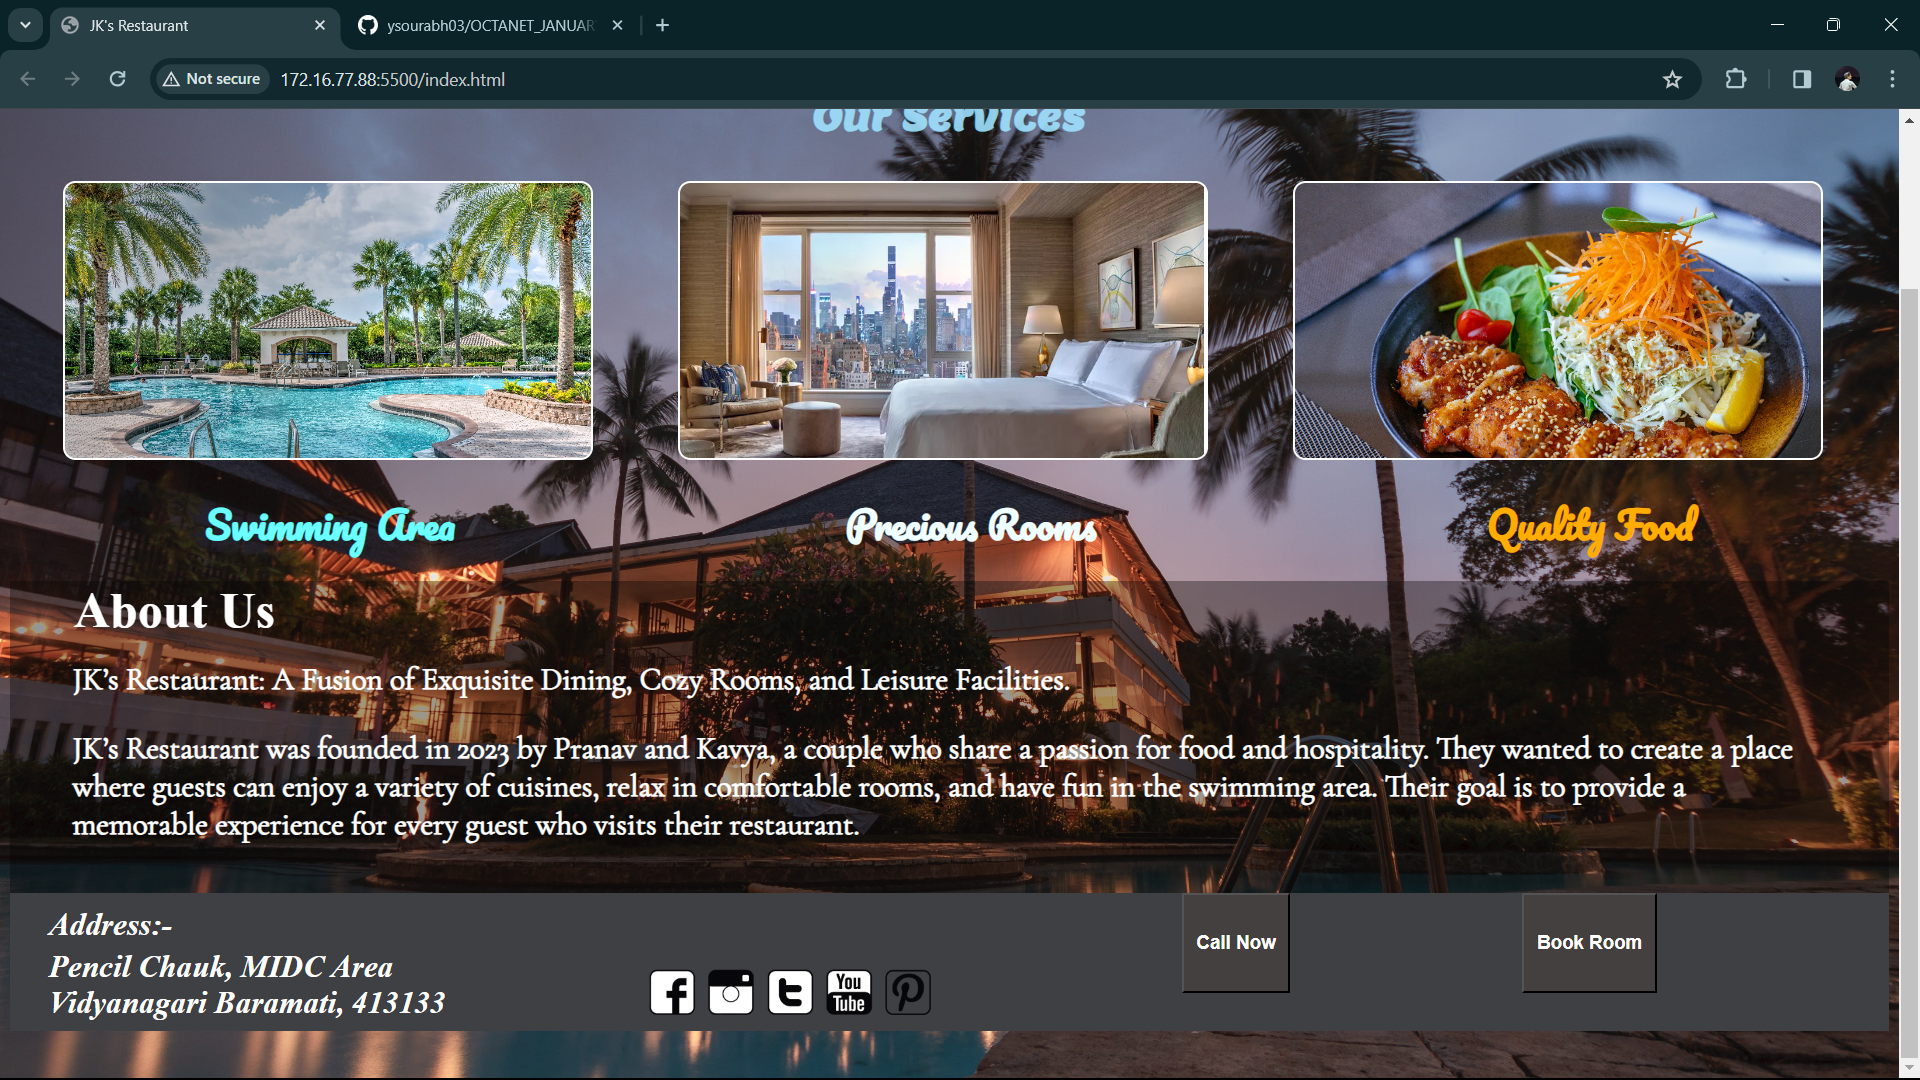 JK's Restaurant
ysourabh03/OCTANET_JANUAR
Not secure
172.16.77.88:5500/index.html
Our Services
Swimming Area
Precious Rooms
Quality Food
About Us
JK’s Restaurant: A Fusion of Exquisite Dining, Cozy Rooms, and Leisure Facilities.
JK’s Restaurant was founded in 2023 by Pranav and Kavya, a couple who share a passion for food and hospitality. They wanted to create a place
where guests can enjoy a variety of cuisines, relax in comfortable rooms, and have fun in the swimming area. Their goal is to provide a
memorable experience for every guest who visits their restaurant.
Address:-
Pencil Chauk, MIDC Area
Vidyanagari Baramati, 413133
You
Tube
Call Now
Book Room